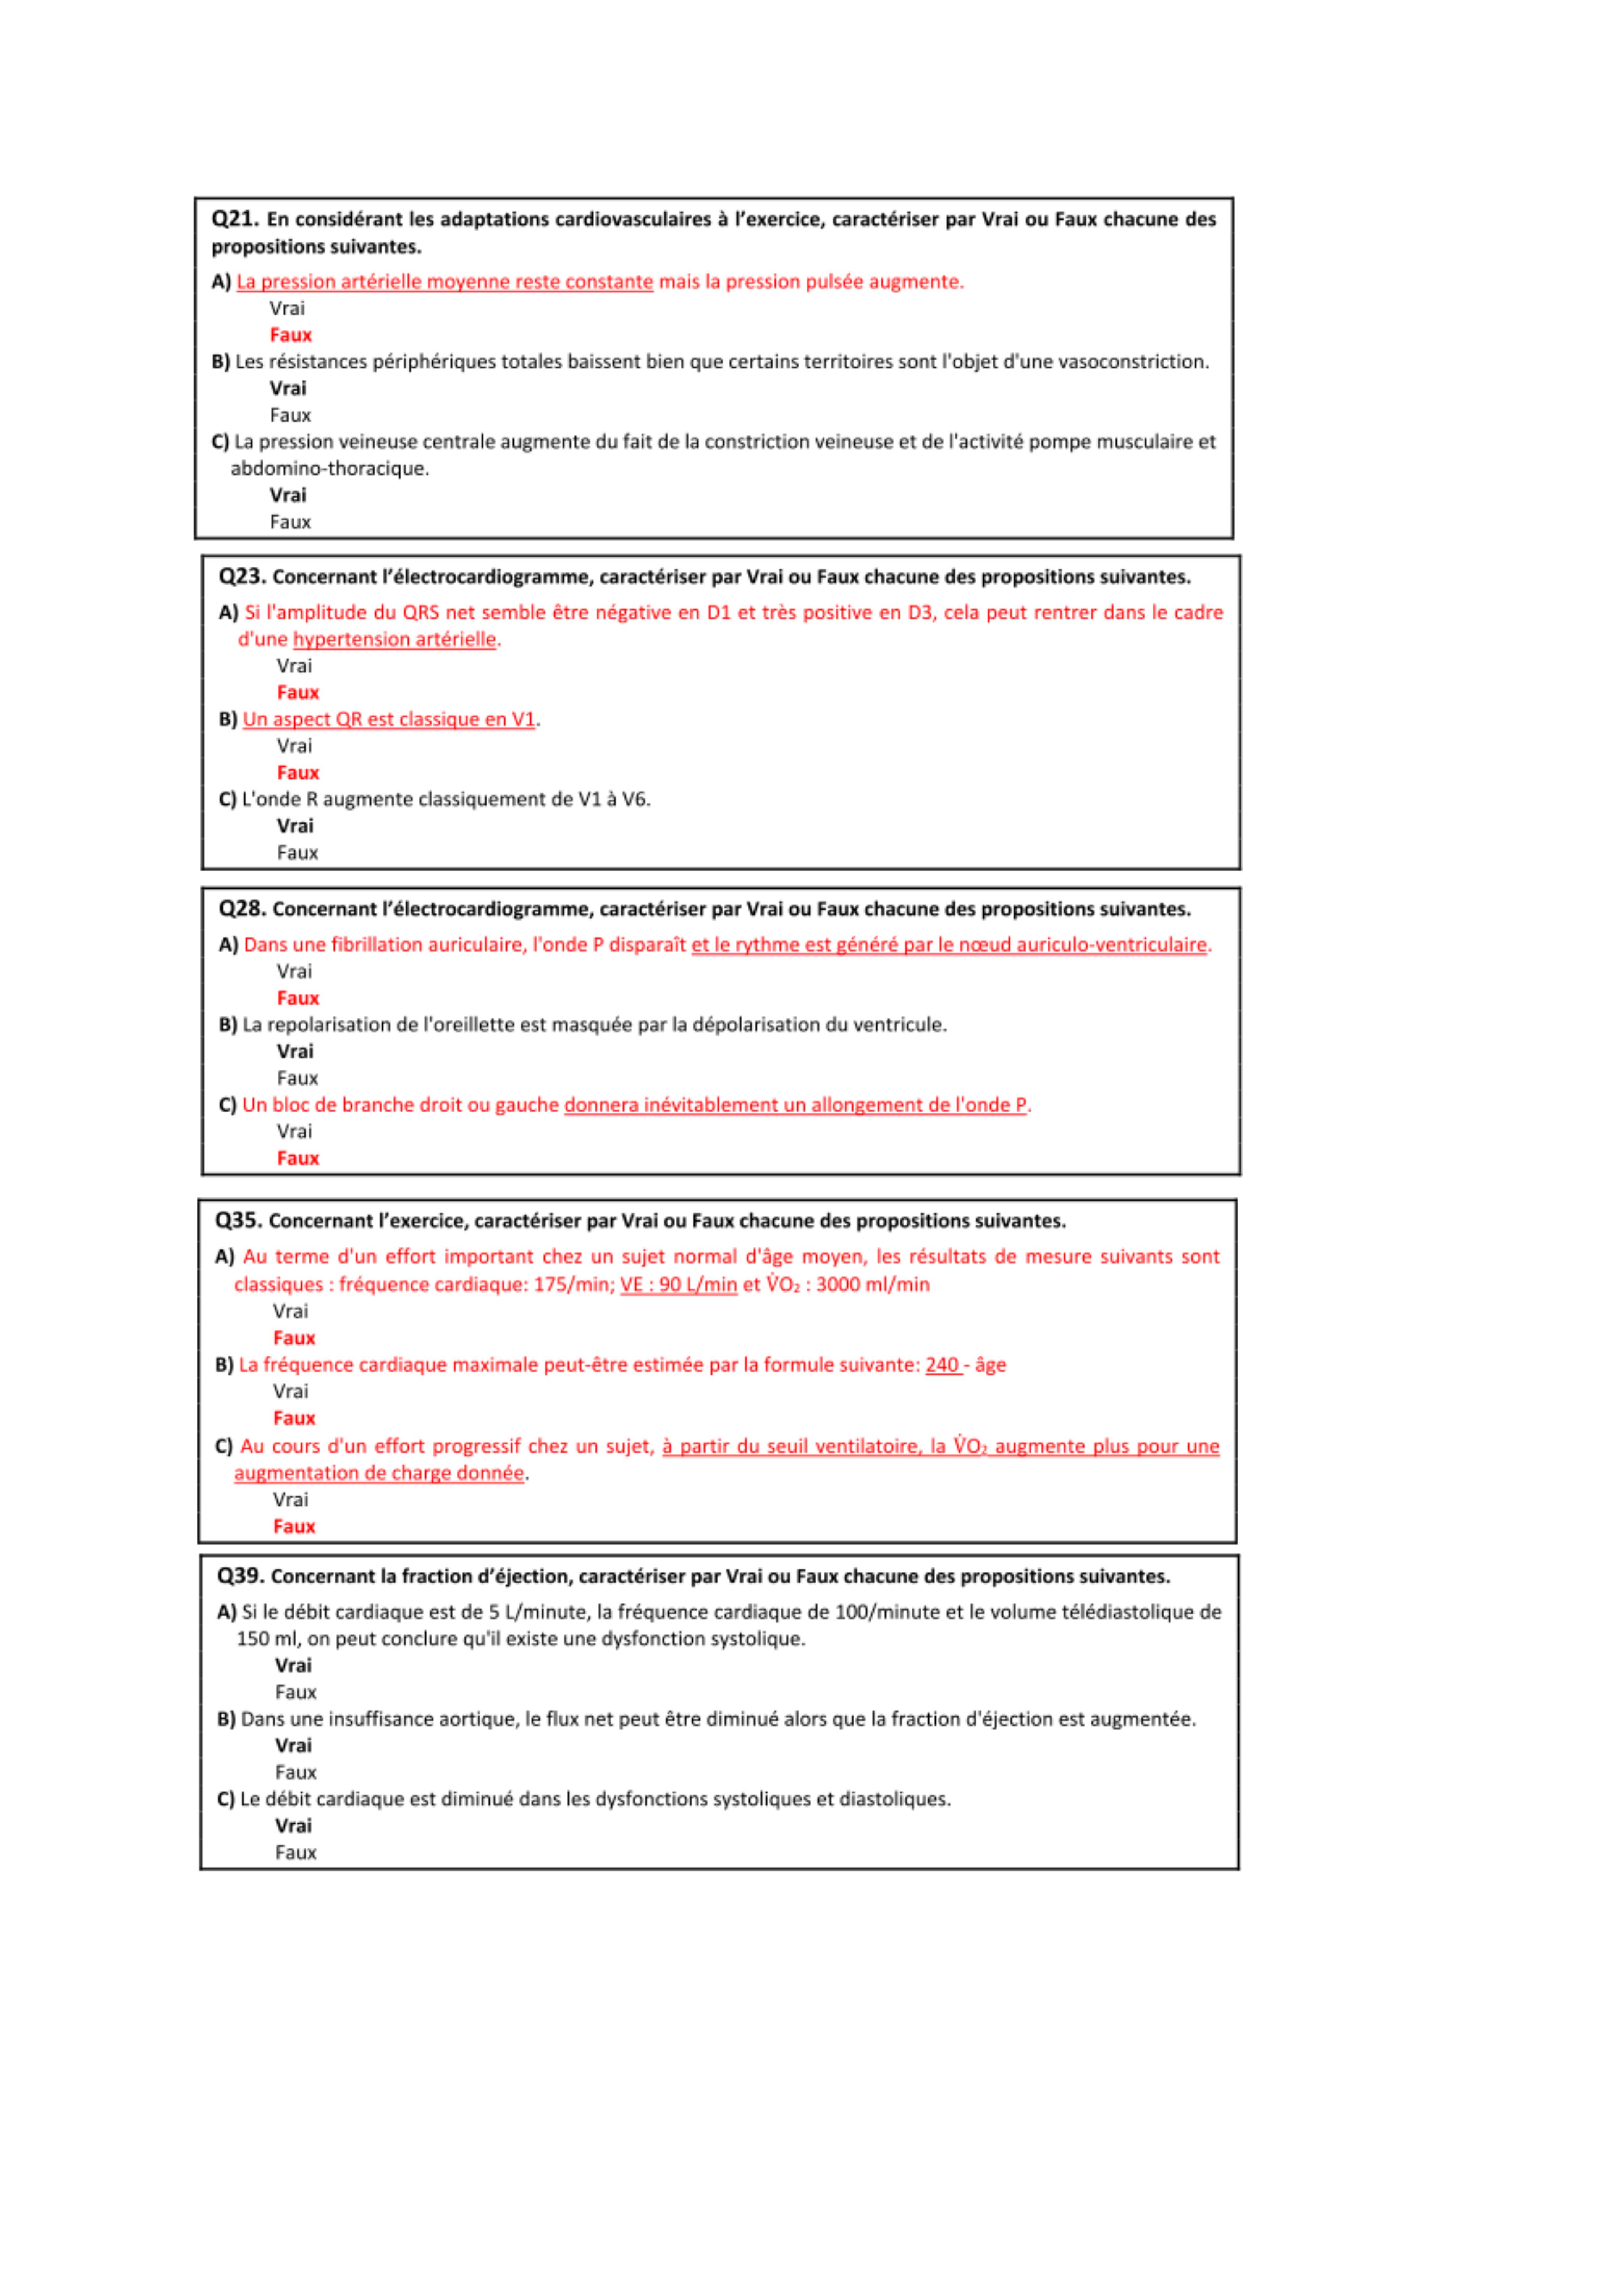 Q21. En considérant les adaptations cardiovasculaires à l'exercice, caractériser par Vrai ou Faux chacune des
propositions suivantes.
A) La pression artérielle moyenne reste constante mais la pression pulsée augmente.
Vrai
Faux
B) Les résistances périphériques totales baissent bien que certains territoires sont l'objet d'une vasoconstriction.
Vrai
Faux
C) La pression veineuse centrale augmente du fait de la constriction veineuse et de l'activité pompe musculaire et
abdomino-thoracique.
Vrai
Faux
Q23. Concernant l'électrocardiogramme, caractériser par Vrai ou Faux chacune des propositions suivantes.
A) Si l'amplitude du QRS net semble être négative en D1 et très positive en D3, cela peut rentrer dans le cadre
d'une hypertension artérielle.
Vrai
Faux
B) Un aspect QR est classique en V1.
Vrai
Faux
C) L'onde R augmente classiquement de V1 à V6.
Vrai
Faux
Q28. Concernant l'électrocardiogramme, caractériser par Vrai ou Faux chacune des propositions suivantes.
A) Dans une fibrillation auriculaire, l'onde P disparaît et le rythme est généré par le nœud auriculo-ventriculaire.
Vrai
Faux
B) La repolarisation de l'oreillette est masquée par la dépolarisation du ventricule.
Vrai
Faux
C) Un bloc de branche droit ou gauche donnera inévitablement un allongement de l'onde P.
Vrai
Faux
Q35. Concernant l'exercice, caractériser par Vrai ou Faux chacune des propositions suivantes.
A) Au terme d'un effort important chez un sujet normal d'âge moyen, les résultats de mesure suivants sont
classiques : fréquence cardiaque: 175/min; VE : 90 L/min et V̇O₂ : 3000 ml/min
Vrai
Faux
B) La fréquence cardiaque maximale peut-être estimée par la formule suivante: 240 - âge
Vrai
Faux
C) Au cours d'un effort progressif chez un sujet, à partir du seuil ventilatoire, la V̇O₂ augmente plus pour une
augmentation de charge donnée.
Vrai
Faux
Q39. Concernant la fraction d'éjection, caractériser par Vrai ou Faux chacune des propositions suivantes.
A) Si le débit cardiaque est de 5 L/minute, la fréquence cardiaque de 100/minute et le volume télédiastolique de
150 ml, on peut conclure qu'il existe une dysfonction systolique.
Vrai
Faux
B) Dans une insuffisance aortique, le flux net peut être diminué alors que la fraction d'éjection est augmentée.
Vrai
Faux
C) Le débit cardiaque est diminué dans les dysfonctions systoliques et diastoliques.
Vrai
Faux